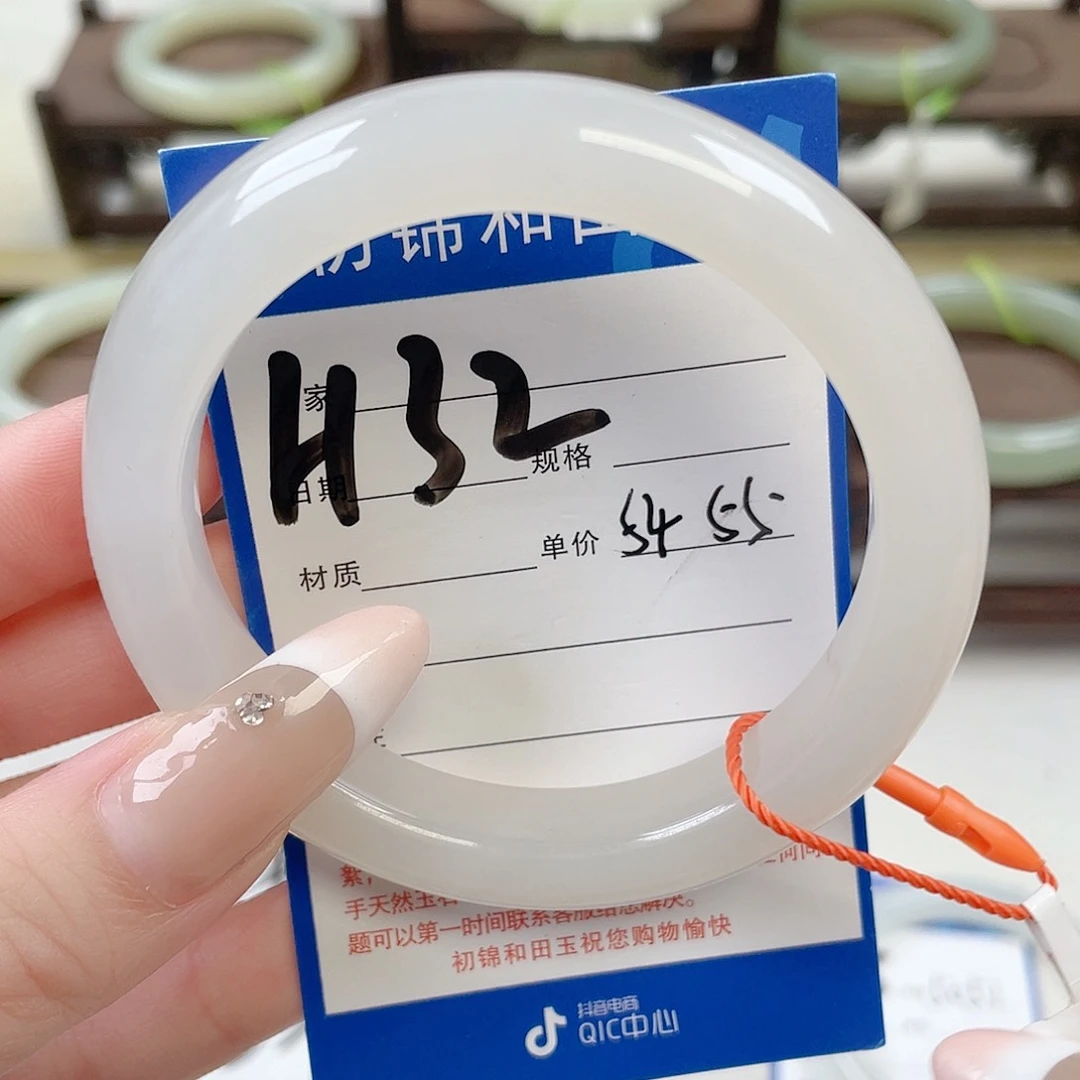 锦和田
H32
家
日期
规格
材质
单价 54 55
手天然玉石
题可以第一时间联系客服给您解决。
初锦和田玉祝您购物愉快
抖音电商
QIC中心